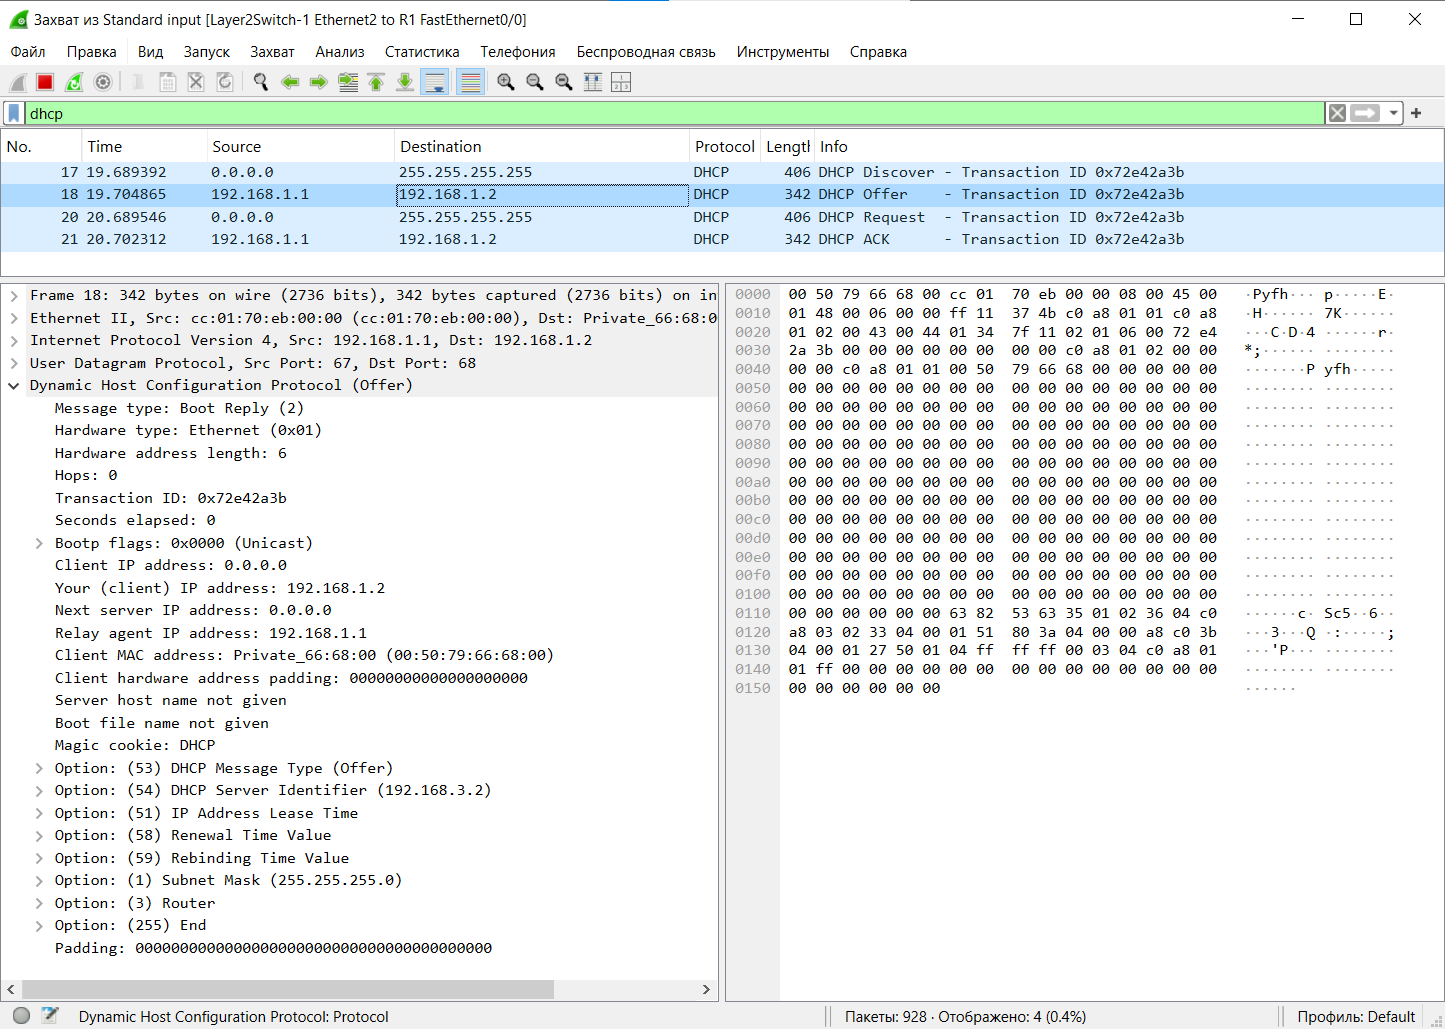 Захват из Standard input [Layer2Switch-1 Ethernet2 to R1 FastEthernet0/0]
Файл Правка Вид Запуск Захват Анализ Статистика Телефония Беспроводная связь Инструменты Справка
dhcp
No. Time Source Destination Protocol Lengtl Info
17 19.689392 0.0.0.0 255.255.255.255 DHCP 406 DHCP Discover - Transaction ID 0x72e42a3b
18 19.704865 192.168.1.1 192.168.1.2 DHCP 342 DHCP Offer - Transaction ID 0x72e42a3b
20 20.689546 0.0.0.0 255.255.255.255 DHCP 406 DHCP Request - Transaction ID 0x72e42a3b
21 20.702312 192.168.1.1 192.168.1.2 DHCP 342 DHCP ACK - Transaction ID 0x72e42a3b
Frame 18: 342 bytes on wire (2736 bits), 342 bytes captured (2736 bits) on in
Ethernet II, Src: cc:01:70:eb:00:00 (cc:01:70:eb:00:00), Dst: Private_66:68:0
Internet Protocol Version 4, Src: 192.168.1.1, Dst: 192.168.1.2
User Datagram Protocol, Src Port: 67, Dst Port: 68
Dynamic Host Configuration Protocol (Offer)
Message type: Boot Reply (2)
Hardware type: Ethernet (0x01)
Hardware address length: 6
Hops: 0
Transaction ID: 0x72e42a3b
Seconds elapsed: 0
Bootp flags: 0x0000 (Unicast)
Client IP address: 0.0.0.0
Your (client) IP address: 192.168.1.2
Next server IP address: 0.0.0.0
Relay agent IP address: 192.168.1.1
Client MAC address: Private_66:68:00 (00:50:79:66:68:00)
Client hardware address padding: 00000000000000000000
Server host name not given
Boot file name not given
Magic cookie: DHCP
Option: (53) DHCP Message Type (Offer)
Option: (54) DHCP Server Identifier (192.168.3.2)
Option: (51) IP Address Lease Time
Option: (58) Renewal Time Value
Option: (59) Rebinding Time Value
Option: (1) Subnet Mask (255.255.255.0)
Option: (3) Router
Option: (255) End
Padding: 0000000000000000000000000000000000000000
0000 00 50 79 66 68 00 cc 01 70 eb 00 00 08 00 45 00 ·Pyfh··· p·····E·
0010 01 48 00 06 00 00 ff 11 37 4b c0 a8 01 01 c0 a8 ·H······ 7K······
0020 01 02 00 43 00 44 01 34 7f 11 02 01 06 00 72 e4 ···C·D·4 ······r·
0030 2a 3b 00 00 00 00 00 00 00 00 c0 a8 01 02 00 00 *;······ ········
0040 00 00 c0 a8 01 01 00 50 79 66 68 00 00 00 00 00 ·······P yfh·····
0050 00 00 00 00 00 00 00 00 00 00 00 00 00 00 00 00 ········ ········
0060 00 00 00 00 00 00 00 00 00 00 00 00 00 00 00 00 ········ ········
0070 00 00 00 00 00 00 00 00 00 00 00 00 00 00 00 00 ········ ········
0080 00 00 00 00 00 00 00 00 00 00 00 00 00 00 00 00 ········ ········
0090 00 00 00 00 00 00 00 00 00 00 00 00 00 00 00 00 ········ ········
00a0 00 00 00 00 00 00 00 00 00 00 00 00 00 00 00 00 ········ ········
00b0 00 00 00 00 00 00 00 00 00 00 00 00 00 00 00 00 ········ ········
00c0 00 00 00 00 00 00 00 00 00 00 00 00 00 00 00 00 ········ ········
00d0 00 00 00 00 00 00 00 00 00 00 00 00 00 00 00 00 ········ ········
00e0 00 00 00 00 00 00 00 00 00 00 00 00 00 00 00 00 ········ ········
00f0 00 00 00 00 00 00 00 00 00 00 00 00 00 00 00 00 ········ ········
0100 00 00 00 00 00 00 00 00 00 00 00 00 00 00 00 00 ········ ········
0110 00 00 00 00 00 00 63 82 53 63 35 01 02 36 04 c0 ······c· Sc5··6··
0120 a8 03 02 33 04 00 01 51 80 3a 04 00 00 a8 c0 3b ···3···Q ·:·····;
0130 04 00 01 27 50 01 04 ff ff ff 00 03 04 c0 a8 01 ···'P··· ········
0140 01 ff 00 00 00 00 00 00 00 00 00 00 00 00 00 00 ········ ········
0150 00 00 00 00 00 00 ······
Dynamic Host Configuration Protocol: Protocol
Пакеты: 928 · Отображено: 4 (0.4%)
Профиль: Default